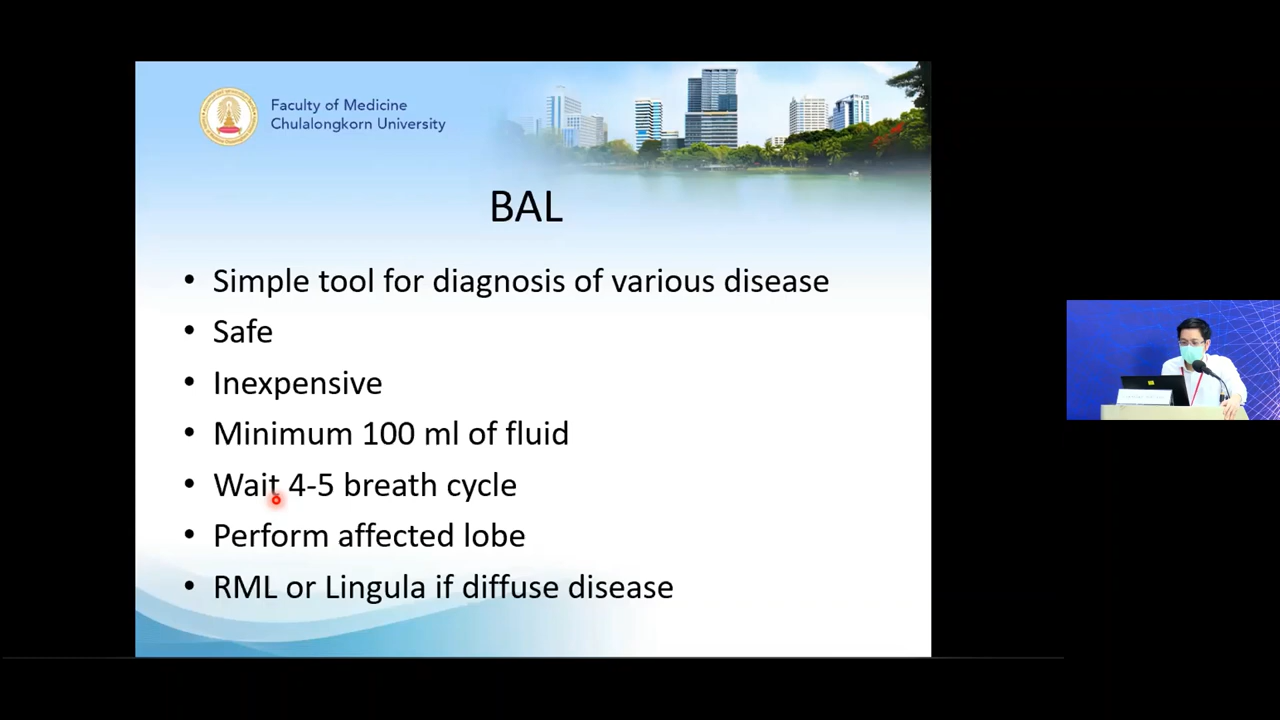 Faculty of Medicine
Chulalongkorn University
BAL
• Simple tool for diagnosis of various disease
• Safe
• Inexpensive
• Minimum 100 ml of fluid
• Wait 4-5 breath cycle
• Perform affected lobe
• RML or Lingula if diffuse disease